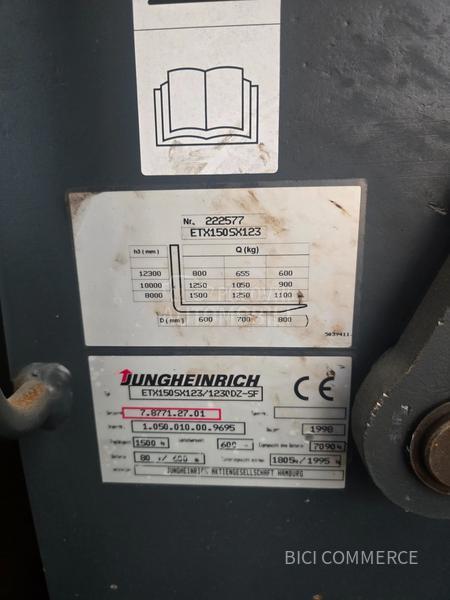 Nr. 222577
ETX150SX123
h3(mm) Q (kg)
12300 800 655 600
10000 1250 1050 900
8000 1500 1250 1100
D(mm) 600 700 800
5039411
JUNGHEINRICH CE
Typ ETX150SX123/1230DZ-SF
7.8771.27.01
1.050.010.00.9695 1998
1500 600 7090
80 1805 / 1995
JUNGHEINRICH AKTIENGESELLSCHAFT HAMBURG
BICI COMMERCE